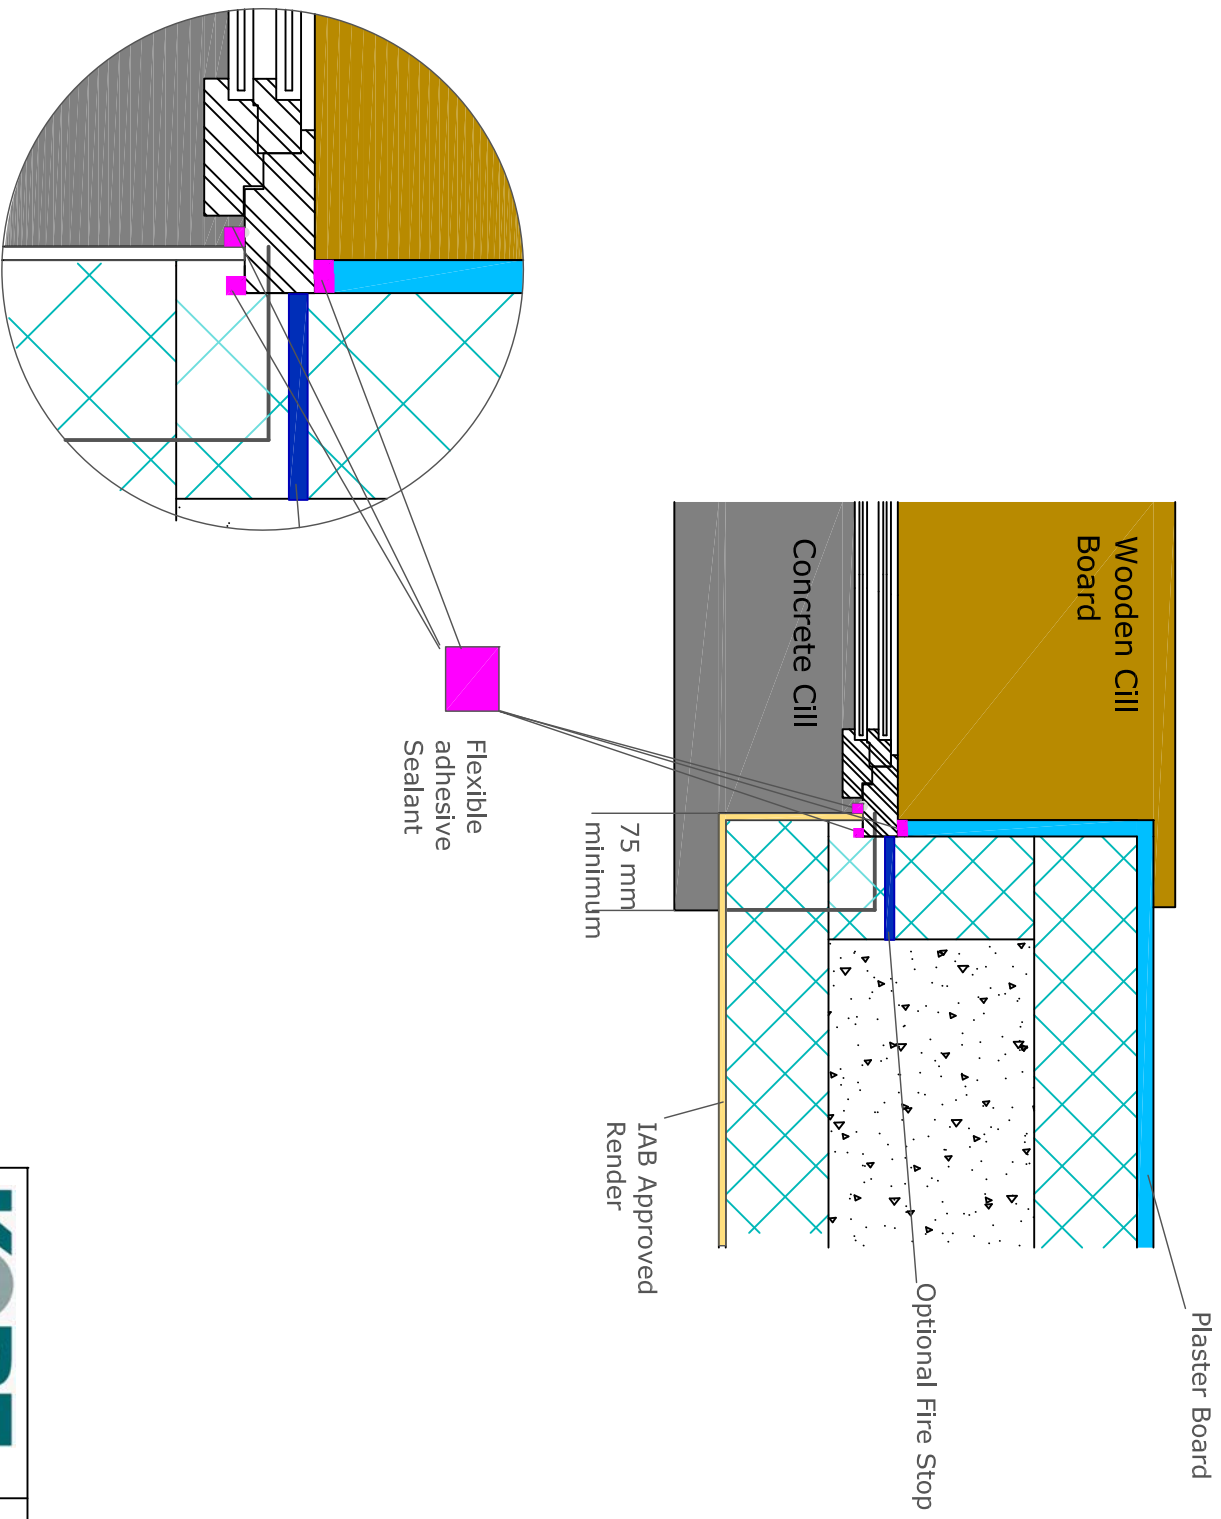 Wooden Cill
Board
Concrete Cill
Flexible
adhesive
Sealant
75 mm
minimum
IAB Approved
Render
Optional Fire Stop
Plaster Board